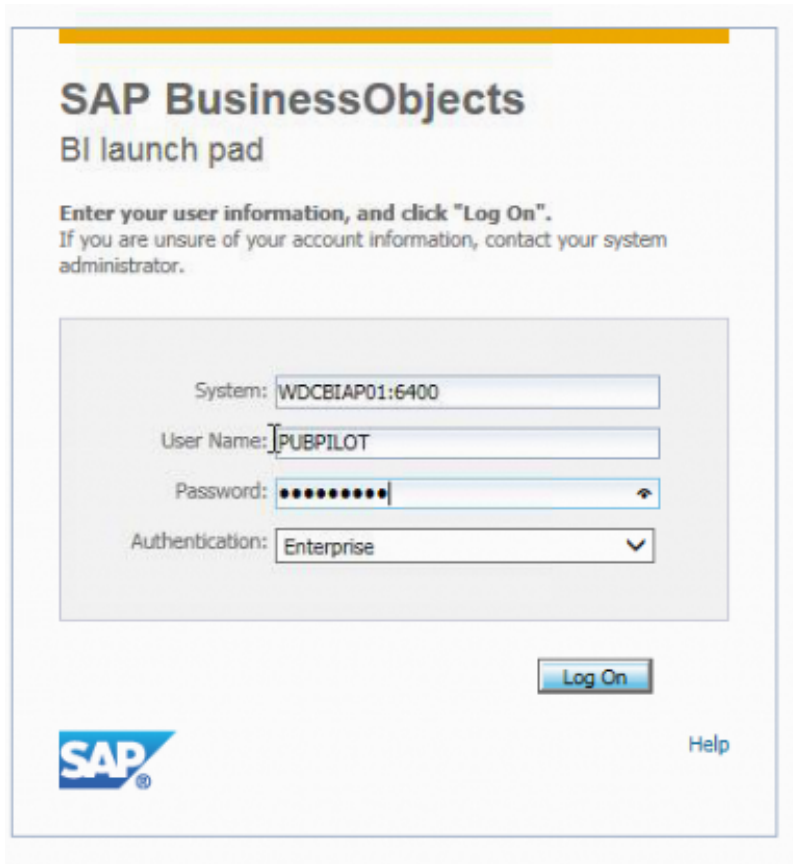 SAP BusinessObjects
BI launch pad
Enter your user information, and click "Log On".
If you are unsure of your account information, contact your system
administrator.
System: WDCBIAP01:6400
User Name: PUBPILOT
Password: •••••••••
Authentication: Enterprise
Log On
Help
SAP®